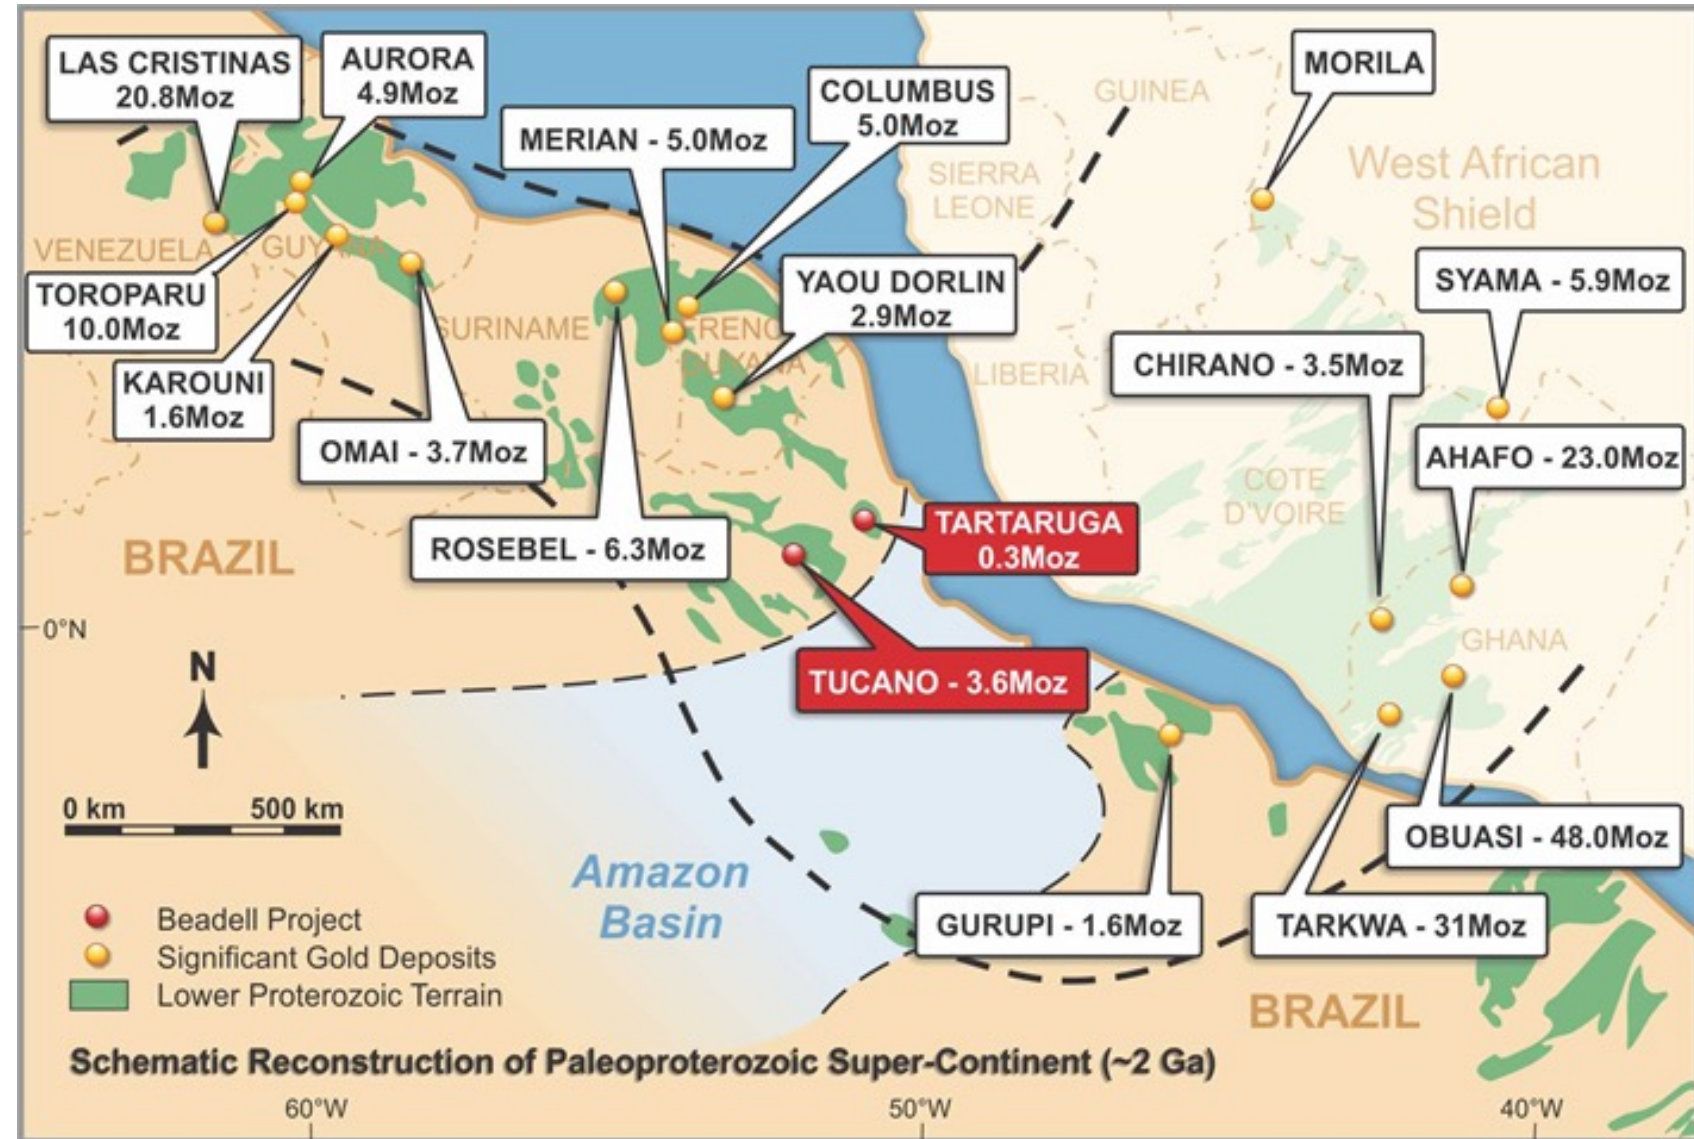 LAS CRISTINAS
20.8Moz
AURORA
4.9Moz
MERIAN - 5.0Moz
COLUMBUS
5.0Moz
GUINEA
MORILA
SIERRA
LEONE
West African
Shield
VENEZUELA
GUYANA
TOROPARU
10.0Moz
KAROUNI
1.6Moz
OMAI - 3.7Moz
SURINAME
FRENC
GUYANA
YAOU DORLIN
2.9Moz
LIBERIA
SYAMA - 5.9Moz
CHIRANO - 3.5Moz
AHAFO - 23.0Moz
COTE
D'VOIRE
BRAZIL
ROSEBEL - 6.3Moz
TARTARUGA
0.3Moz
0°N
N
TUCANO - 3.6Moz
GHANA
0 km
500 km
Amazon
Basin
OBUASI - 48.0Moz
GURUPI - 1.6Moz
TARKWA - 31Moz
Beadell Project
Significant Gold Deposits
Lower Proterozoic Terrain
BRAZIL
Schematic Reconstruction of Paleoproterozoic Super-Continent (~2 Ga)
60°W
50°W
40°W